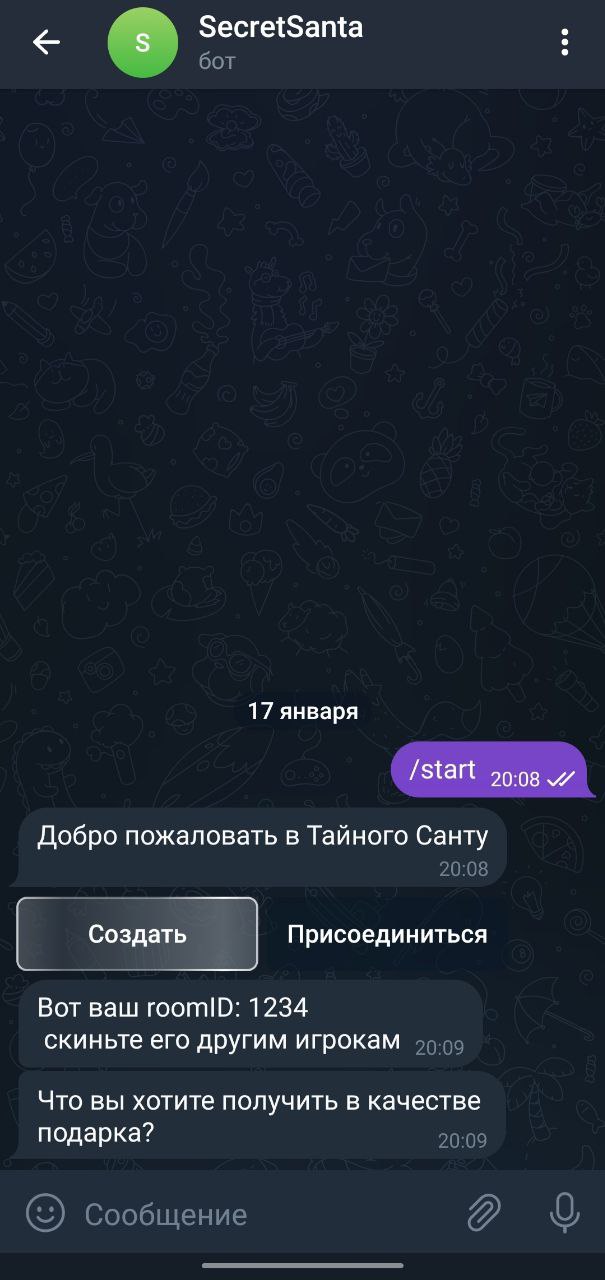 S
SecretSanta
бот
17 января
/start 20:08
Добро пожаловать в Тайного Санту
20:08
Создать
Присоединиться
Вот ваш roomID: 1234
скиньте его другим игрокам 20:09
Что вы хотите получить в качестве
подарка?
20:09
Сообщение